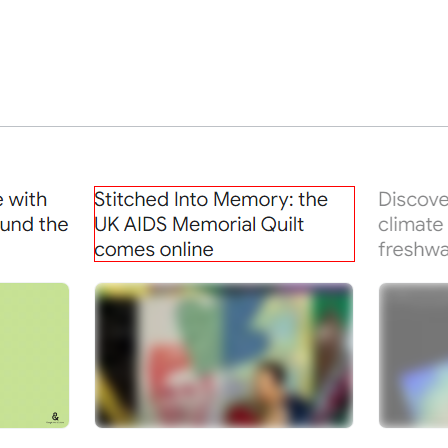 e with
und the
Stitched Into Memory: the
UK AIDS Memorial Quilt
comes online
Discove
climate
freshwa
&